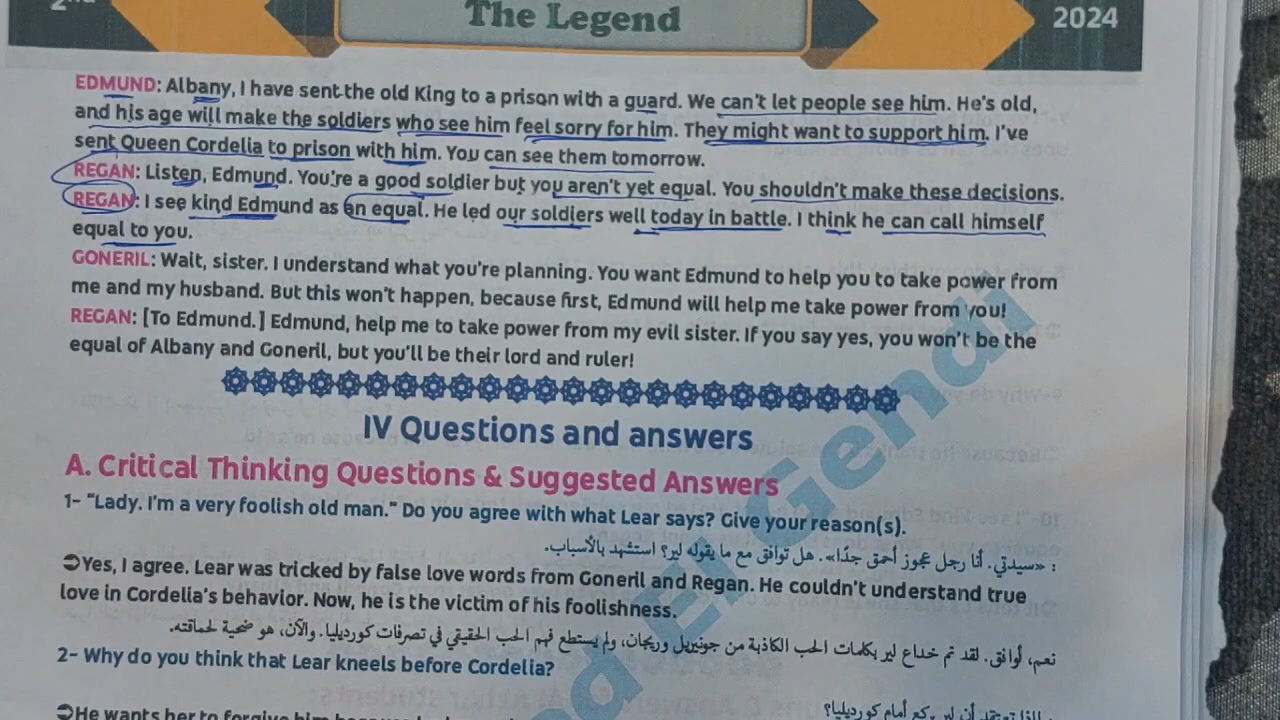 2nd
The Legend
2024
EDMUND: Albany, I have sent the old King to a prison with a guard. We can't let people see him. He's old,
and his age will make the soldiers who see him feel sorry for him. They might want to support him. I've
sent Queen Cordelia to prison with him. You can see them tomorrow.
REGAN: Listen, Edmund. You're a good soldier but you aren't yet equal. You shouldn't make these decisions.
REGAN: I see kind Edmund as an equal. He led our soldiers well today in battle. I think he can call himself
equal to you.
GONERIL: Wait, sister. I understand what you're planning. You want Edmund to help you to take power from
me and my husband. But this won't happen, because first, Edmund will help me take power from you!
REGAN: [To Edmund.] Edmund, help me to take power from my evil sister. If you say yes, you won't be the
equal of Albany and Goneril, but you'll be their lord and ruler!
IV Questions and answers
A. Critical Thinking Questions & Suggested Answers
1- "Lady. I'm a very foolish old man." Do you agree with what Lear says? Give your reason(s).
: «سيدتي. أنا رجل عجوز أحمق جدًا». هل توافق مع ما يقوله لير؟ استشهد بالأسباب.
➲Yes, I agree. Lear was tricked by false love words from Goneril and Regan. He couldn't understand true
love in Cordelia's behavior. Now, he is the victim of his foolishness.
نعم، أوافق. لقد تم خداع لير بكلمات الحب الكاذبة من جونيريل وريجان، ولم يستطع فهم الحب الحقيقي في تصرفات كورديليا. والآن، هو ضحية لحماقته.
2- Why do you think that Lear kneels before Cordelia?
لماذا تعتقد أن لير يركع أمام كورديليا؟
➲He wants her to forgive him because
El Gendi